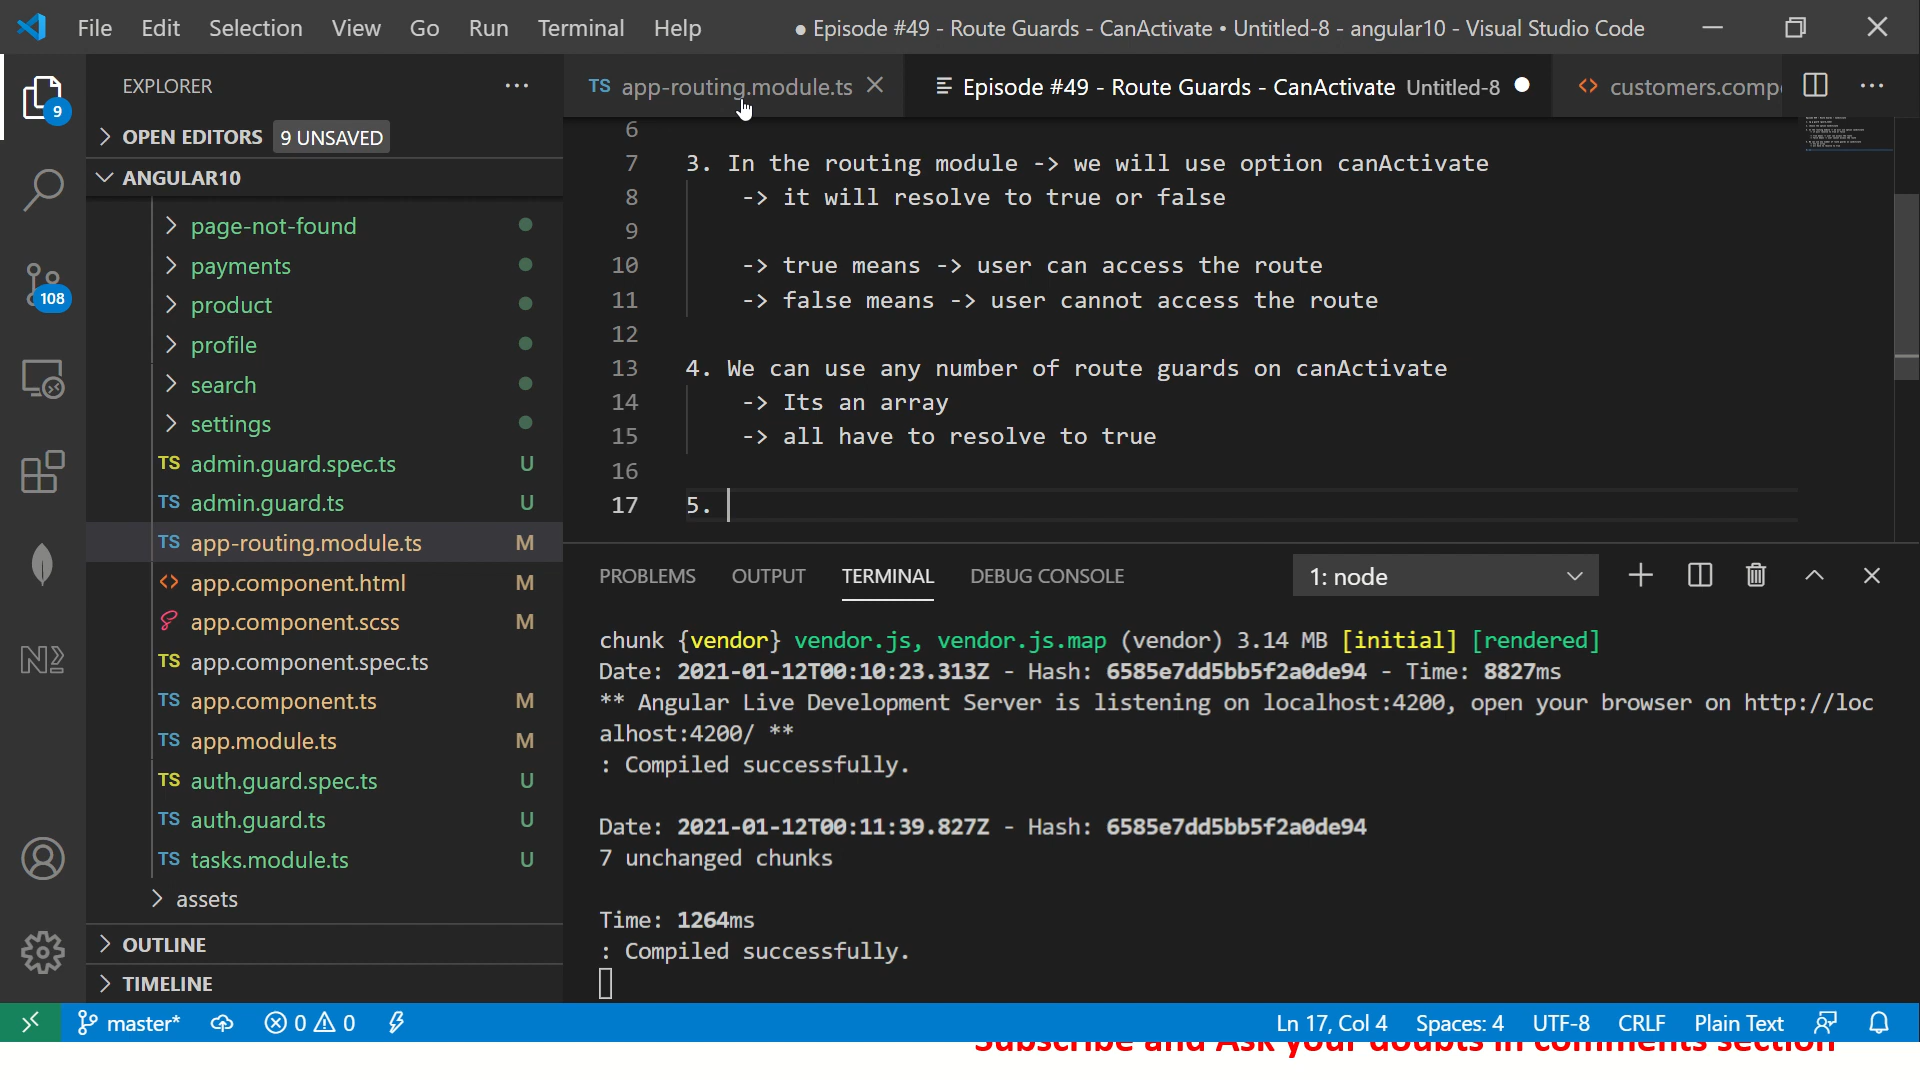 File Edit Selection View Go Run Terminal Help
● Episode #49 - Route Guards - CanActivate • Untitled-8 - angular10 - Visual Studio Code
EXPLORER
TS app-routing.module.ts
Episode #49 - Route Guards - CanActivate Untitled-8
<> customers.comp
9
OPEN EDITORS 9 UNSAVED
ANGULAR10
page-not-found
payments
108
product
profile
search
settings
TS admin.guard.spec.ts U
TS admin.guard.ts U
TS app-routing.module.ts M
<> app.component.html M
app.component.scss M
TS app.component.spec.ts
TS app.component.ts M
TS app.module.ts M
TS auth.guard.spec.ts U
TS auth.guard.ts U
TS tasks.module.ts U
assets
OUTLINE
TIMELINE
6
7 3. In the routing module -> we will use option canActivate
8 -> it will resolve to true or false
9
10 -> true means -> user can access the route
11 -> false means -> user cannot access the route
12
13 4. We can use any number of route guards on canActivate
14 -> Its an array
15 -> all have to resolve to true
16
17 5.
PROBLEMS OUTPUT TERMINAL DEBUG CONSOLE 1: node
chunk {vendor} vendor.js, vendor.js.map (vendor) 3.14 MB [initial] [rendered]
Date: 2021-01-12T00:10:23.313Z - Hash: 6585e7dd5bb5f2a0de94 - Time: 8827ms
** Angular Live Development Server is listening on localhost:4200, open your browser on http://loc
alhost:4200/ **
: Compiled successfully.
Date: 2021-01-12T00:11:39.827Z - Hash: 6585e7dd5bb5f2a0de94
7 unchanged chunks
Time: 1264ms
: Compiled successfully.
master* 0 0
Ln 17, Col 4 Spaces: 4 UTF-8 CRLF Plain Text
Subscribe and Ask your doubts in comments section